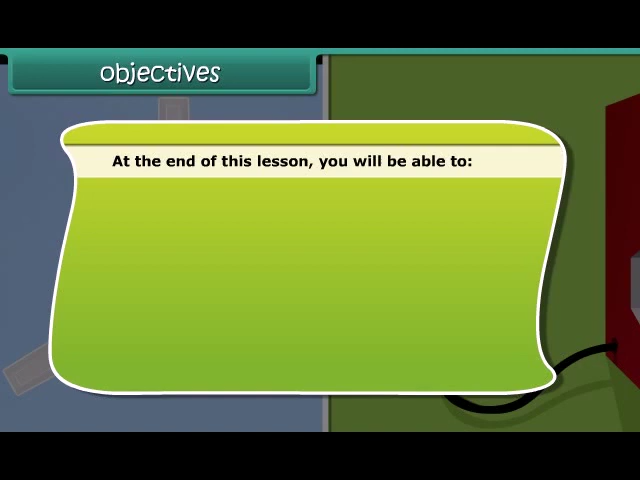 objectives
At the end of this lesson, you will be able to: